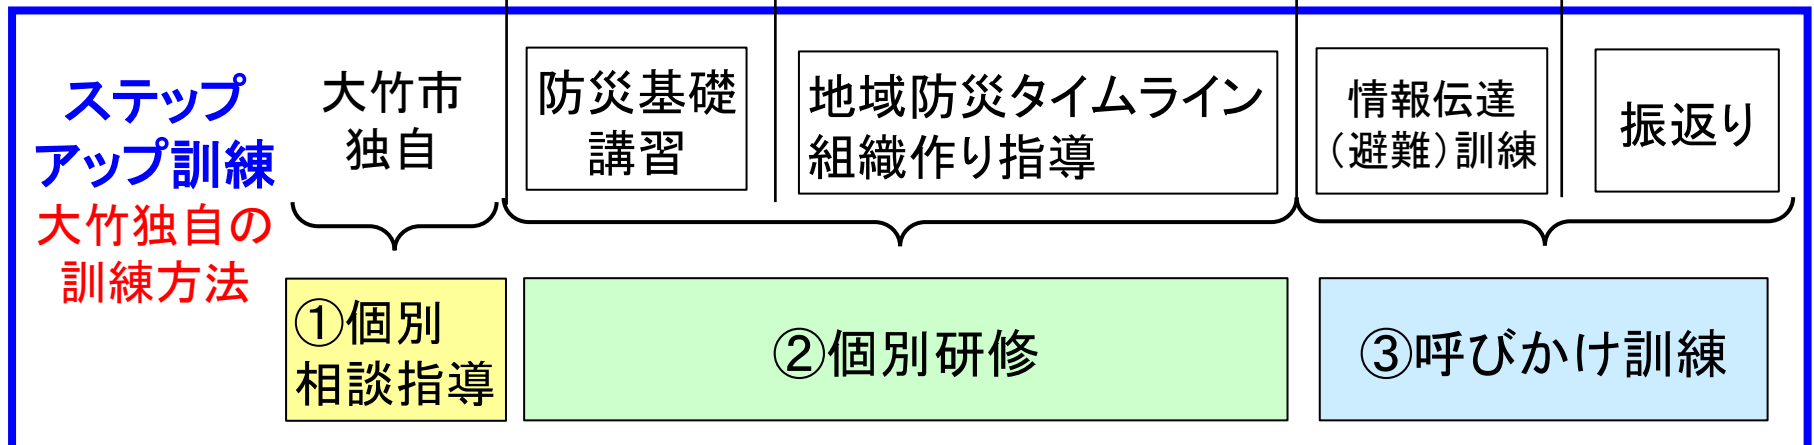 ステップ
アップ訓練
大竹独自の
訓練方法
大竹市
独自
防災基礎
講習
地域防災タイムライン
組織作り指導
情報伝達
（避難）訓練
振返り
①個別
相談指導
②個別研修
③呼びかけ訓練